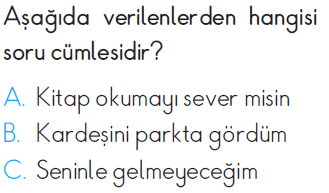 Aşağıda verilenlerden hangisi
soru cümlesidir?
A. Kitap okumayı sever misin
B. Kardeşini parkta gördüm
C. Seninle gelmeyeceğim